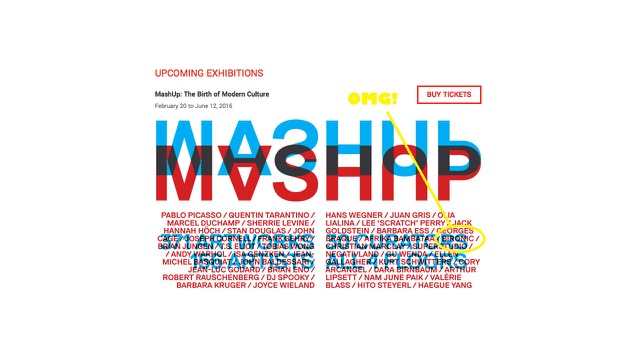 UPCOMING EXHIBITIONS
MashUp: The Birth of Modern Culture
OMG!
BUY TICKETS
February 20 to June 12, 2016
MASHUP
MASHUP
PABLO PICASSO / QUENTIN TARANTINO /
MARCEL DUCHAMP / SHERRIE LEVINE /
HANNAH HÖCH / STAN DOUGLAS / JOHN
CAGE / JOSEPH CORNELL / FRANK GEHRY /
BRIAN JUNGEN / T.S. ELIOT / TOBIAS WONG
/ ANDY WARHOL / ISA GENZKEN / JEAN-
MICHEL BASQUIAT / JOHN BALDESSARI /
JEAN-LUC GODARD / BRIAN ENO /
ROBERT RAUSCHENBERG / DJ SPOOKY /
BARBARA KRUGER / JOYCE WIELAND
HANS WEGNER / JUAN GRIS / OLIA
LIALINA / LEE 'SCRATCH' PERRY / JACK
GOLDSTEIN / BARBARA ESS / GEORGES
BRAQUE / AFRIKA BAMBATAA / BIRONIC /
CHRISTIAN MARCLAY / SUPERSTUDIO /
NEGATIVLAND / GU WENDA / ELLEN
GALLAGHER / KURT SCHWITTERS / CORY
ARCANGEL / DARA BIRNBAUM / ARTHUR
LIPSETT / NAM JUNE PAIK / VALÉRIE
BLASS / HITO STEYERL / HAEGUE YANG